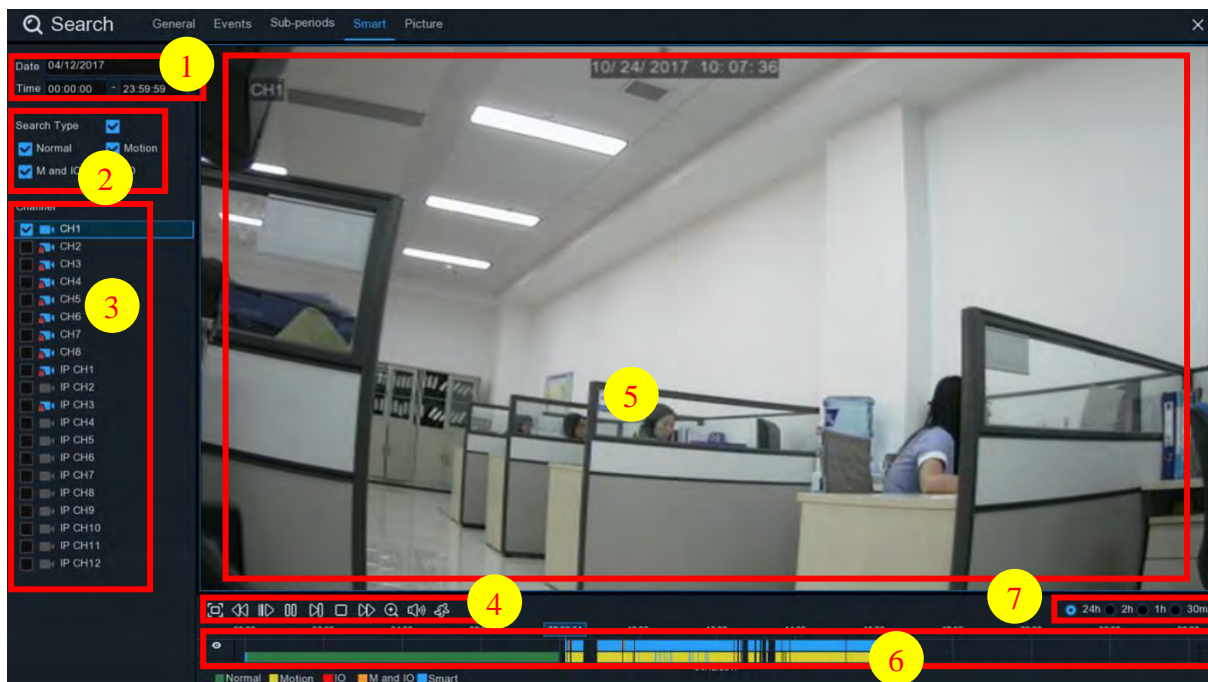 Search General Events Sub-periods Smart Picture
Date 04/12/2017
1
Time 00:00:00 - 23:59:59
10/24/2017 10:07:36
CH1
Search Type
Normal Motion
M and IO
2
Channel
CH1
CH2
CH3
CH4
CH5
CH6
CH7
CH8
3
IP CH1
IP CH2
IP CH3
IP CH4
IP CH5
IP CH6
IP CH7
IP CH8
IP CH9
IP CH10
IP CH11
IP CH12
5
4
7
24h 2h 1h 30m
6
Normal Motion IO M and IO Smart